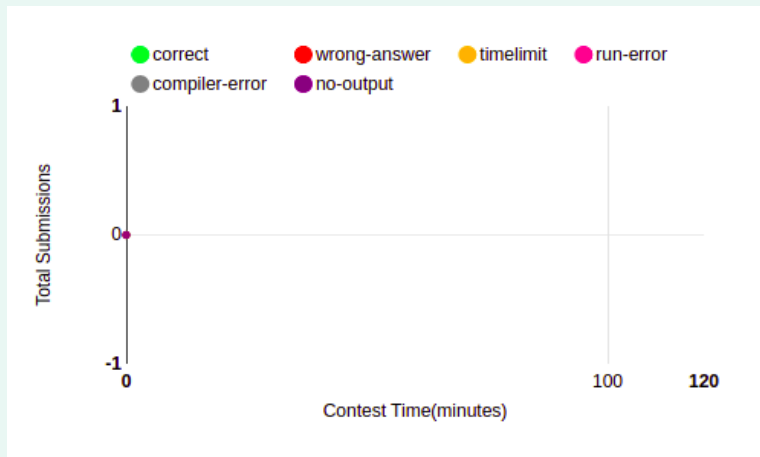 correct wrong-answer timelimit run-error
compiler-error no-output
1
0
-1
Total Submissions
0 100 120
Contest Time(minutes)